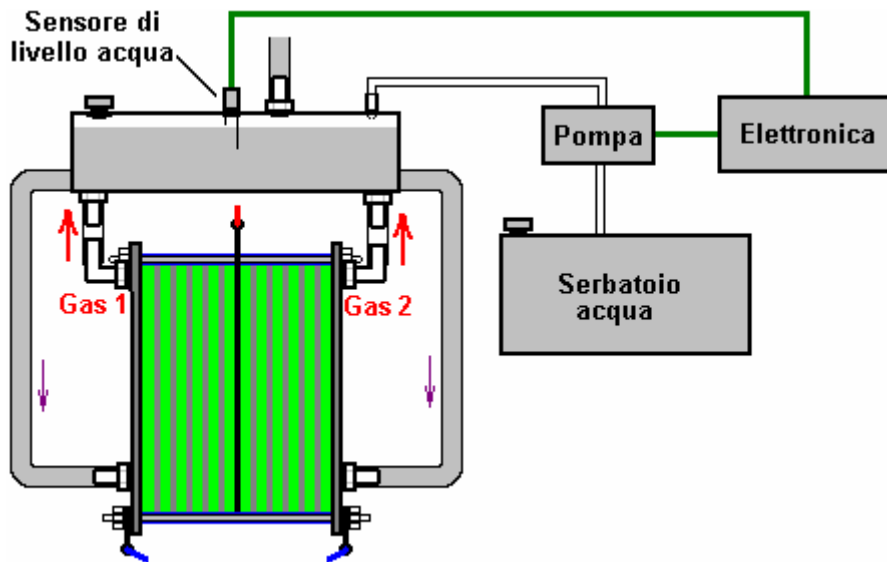 Sensore di
livello acqua
Pompa
Elettronica
Serbatoio
acqua
Gas 1
Gas 2